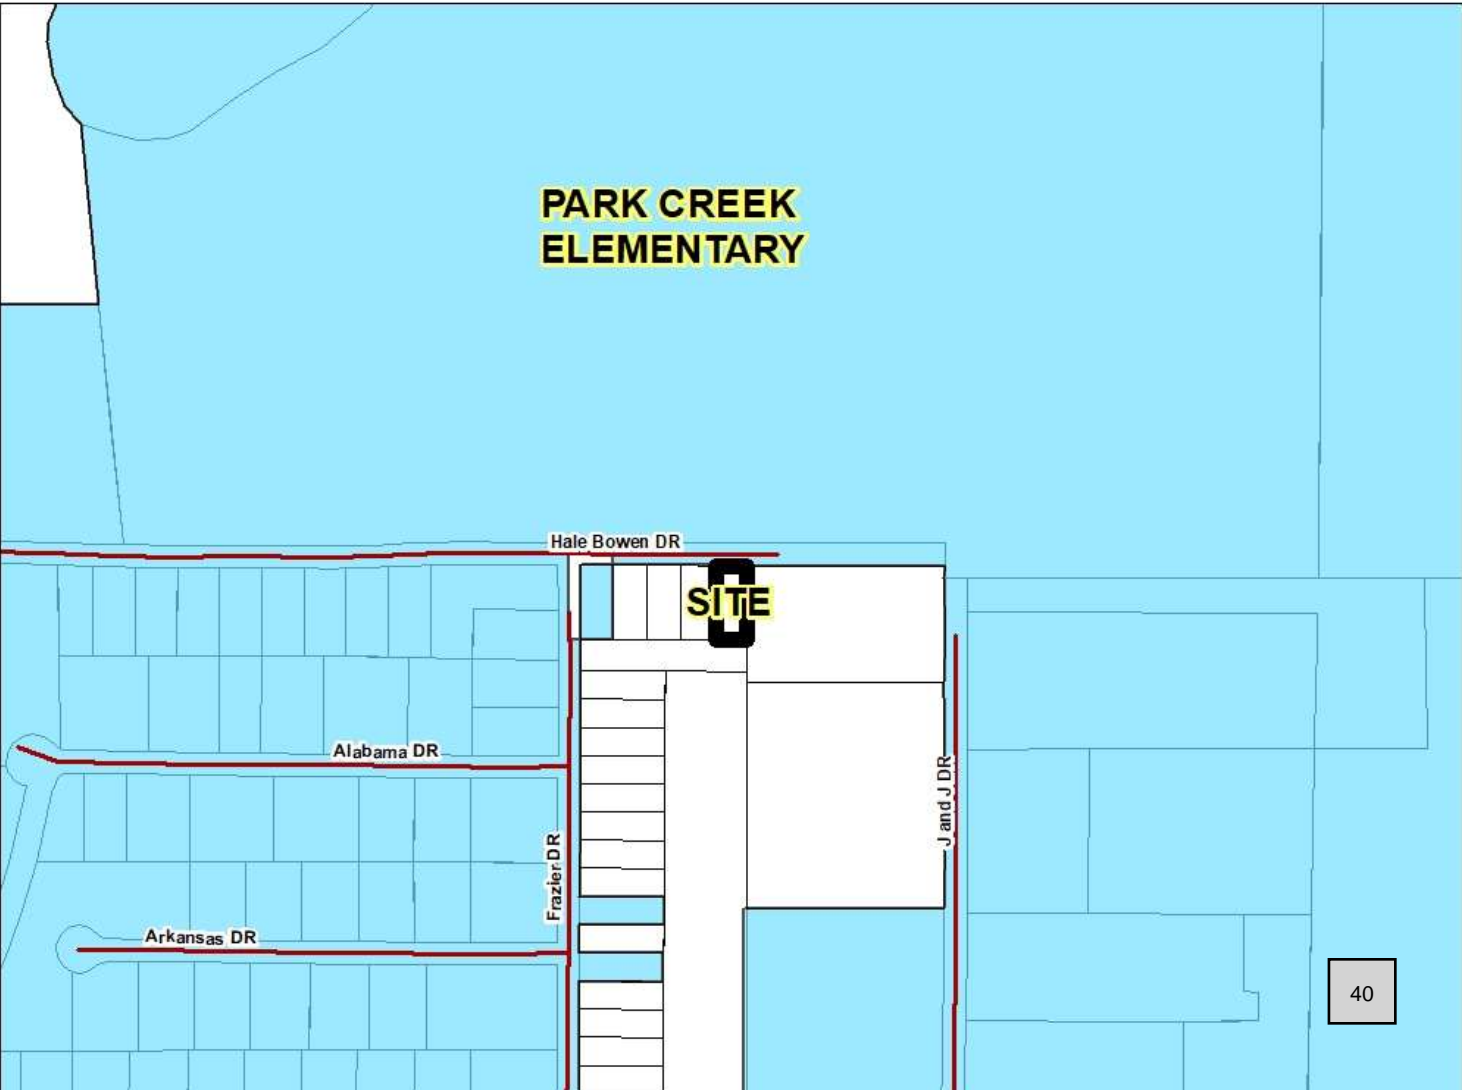 PARK CREEK
ELEMENTARY
Hale Bowen DR
SITE
Alabama DR
J and J DR
Frazier DR
Arkansas DR
40